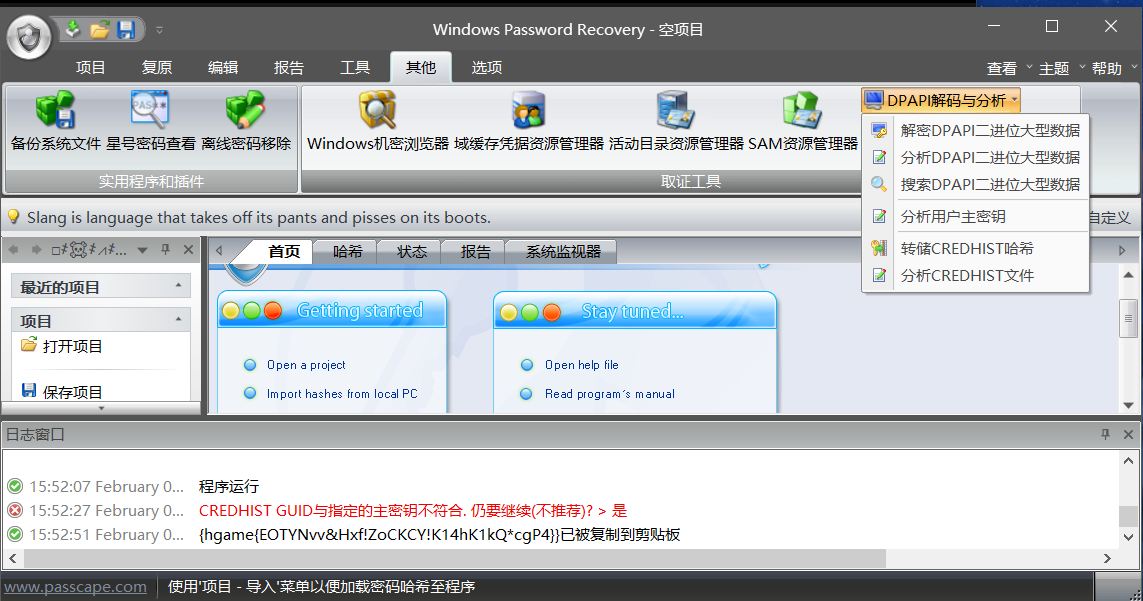 Windows Password Recovery - 空项目
项目 复原 编辑 报告 工具 其他 选项 查看 主题 帮助
备份系统文件 星号密码查看 离线密码移除 Windows机密浏览器 域缓存凭据资源管理器 活动目录资源管理器 SAM资源管理器 DPAPI解码与分析
实用程序和插件 取证工具
解密DPAPI二进位大型数据
分析DPAPI二进位大型数据
搜索DPAPI二进位大型数据
分析用户主密钥
转储CREDHIST哈希
分析CREDHIST文件
Slang is language that takes off its pants and pisses on its boots. 自定义
首页 哈希 状态 报告 系统监视器
最近的项目
项目
打开项目
保存项目
Getting started
Open a project
Import hashes from local PC
Stay tuned...
Open help file
Read program's manual
日志窗口
15:52:07 February 0... 程序运行
15:52:27 February 0... CREDHIST GUID与指定的主密钥不符合. 仍要继续(不推荐)? > 是
15:52:51 February 0... {hgame{EOTYNvv&Hxf!ZoCKCY!K14hK1kQ*cgP4}}已被复制到剪贴板
www.passcape.com 使用'项目 - 导入'菜单以便加载密码哈希至程序